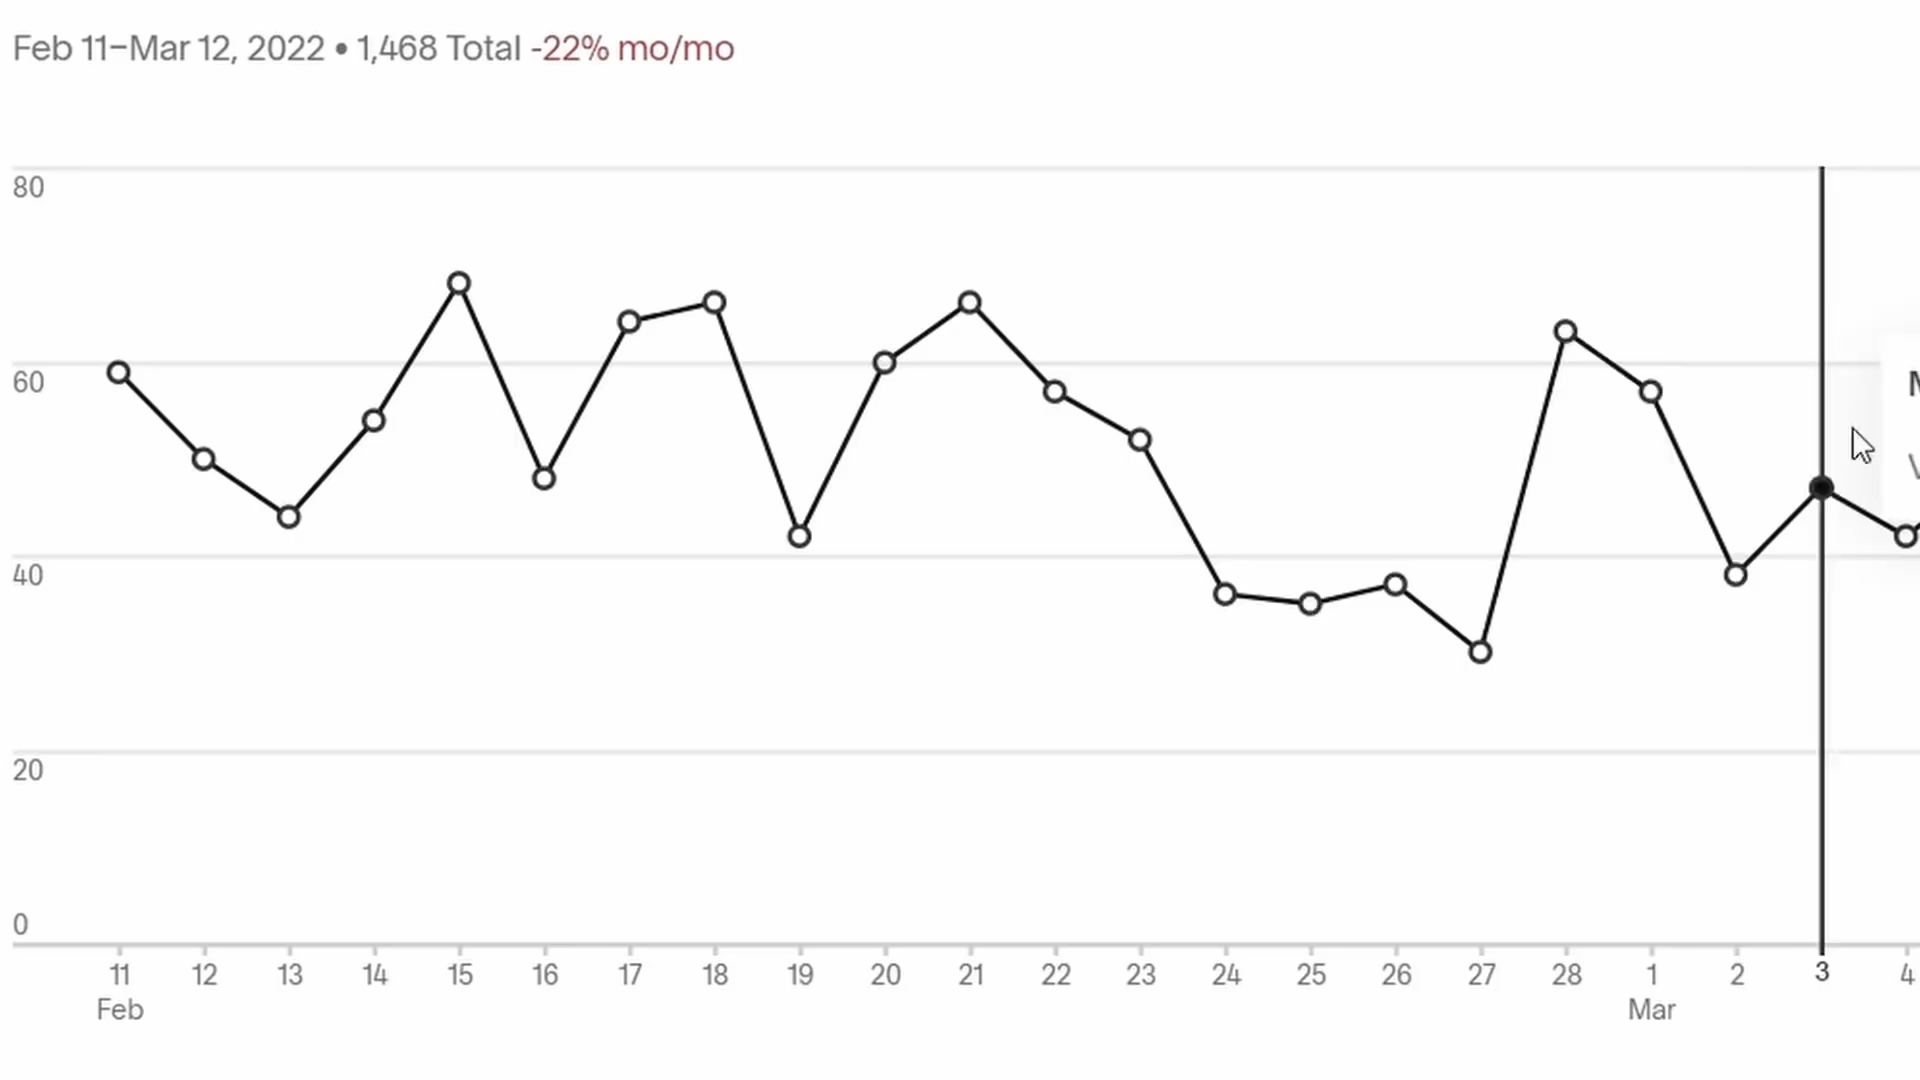 Feb 11–Mar 12, 2022 • 1,468 Total -22% mo/mo
80
60
40
20
0
11 12 13 14 15 16 17 18 19 20 21 22 23 24 25 26 27 28 1 2 3 4
Feb Mar